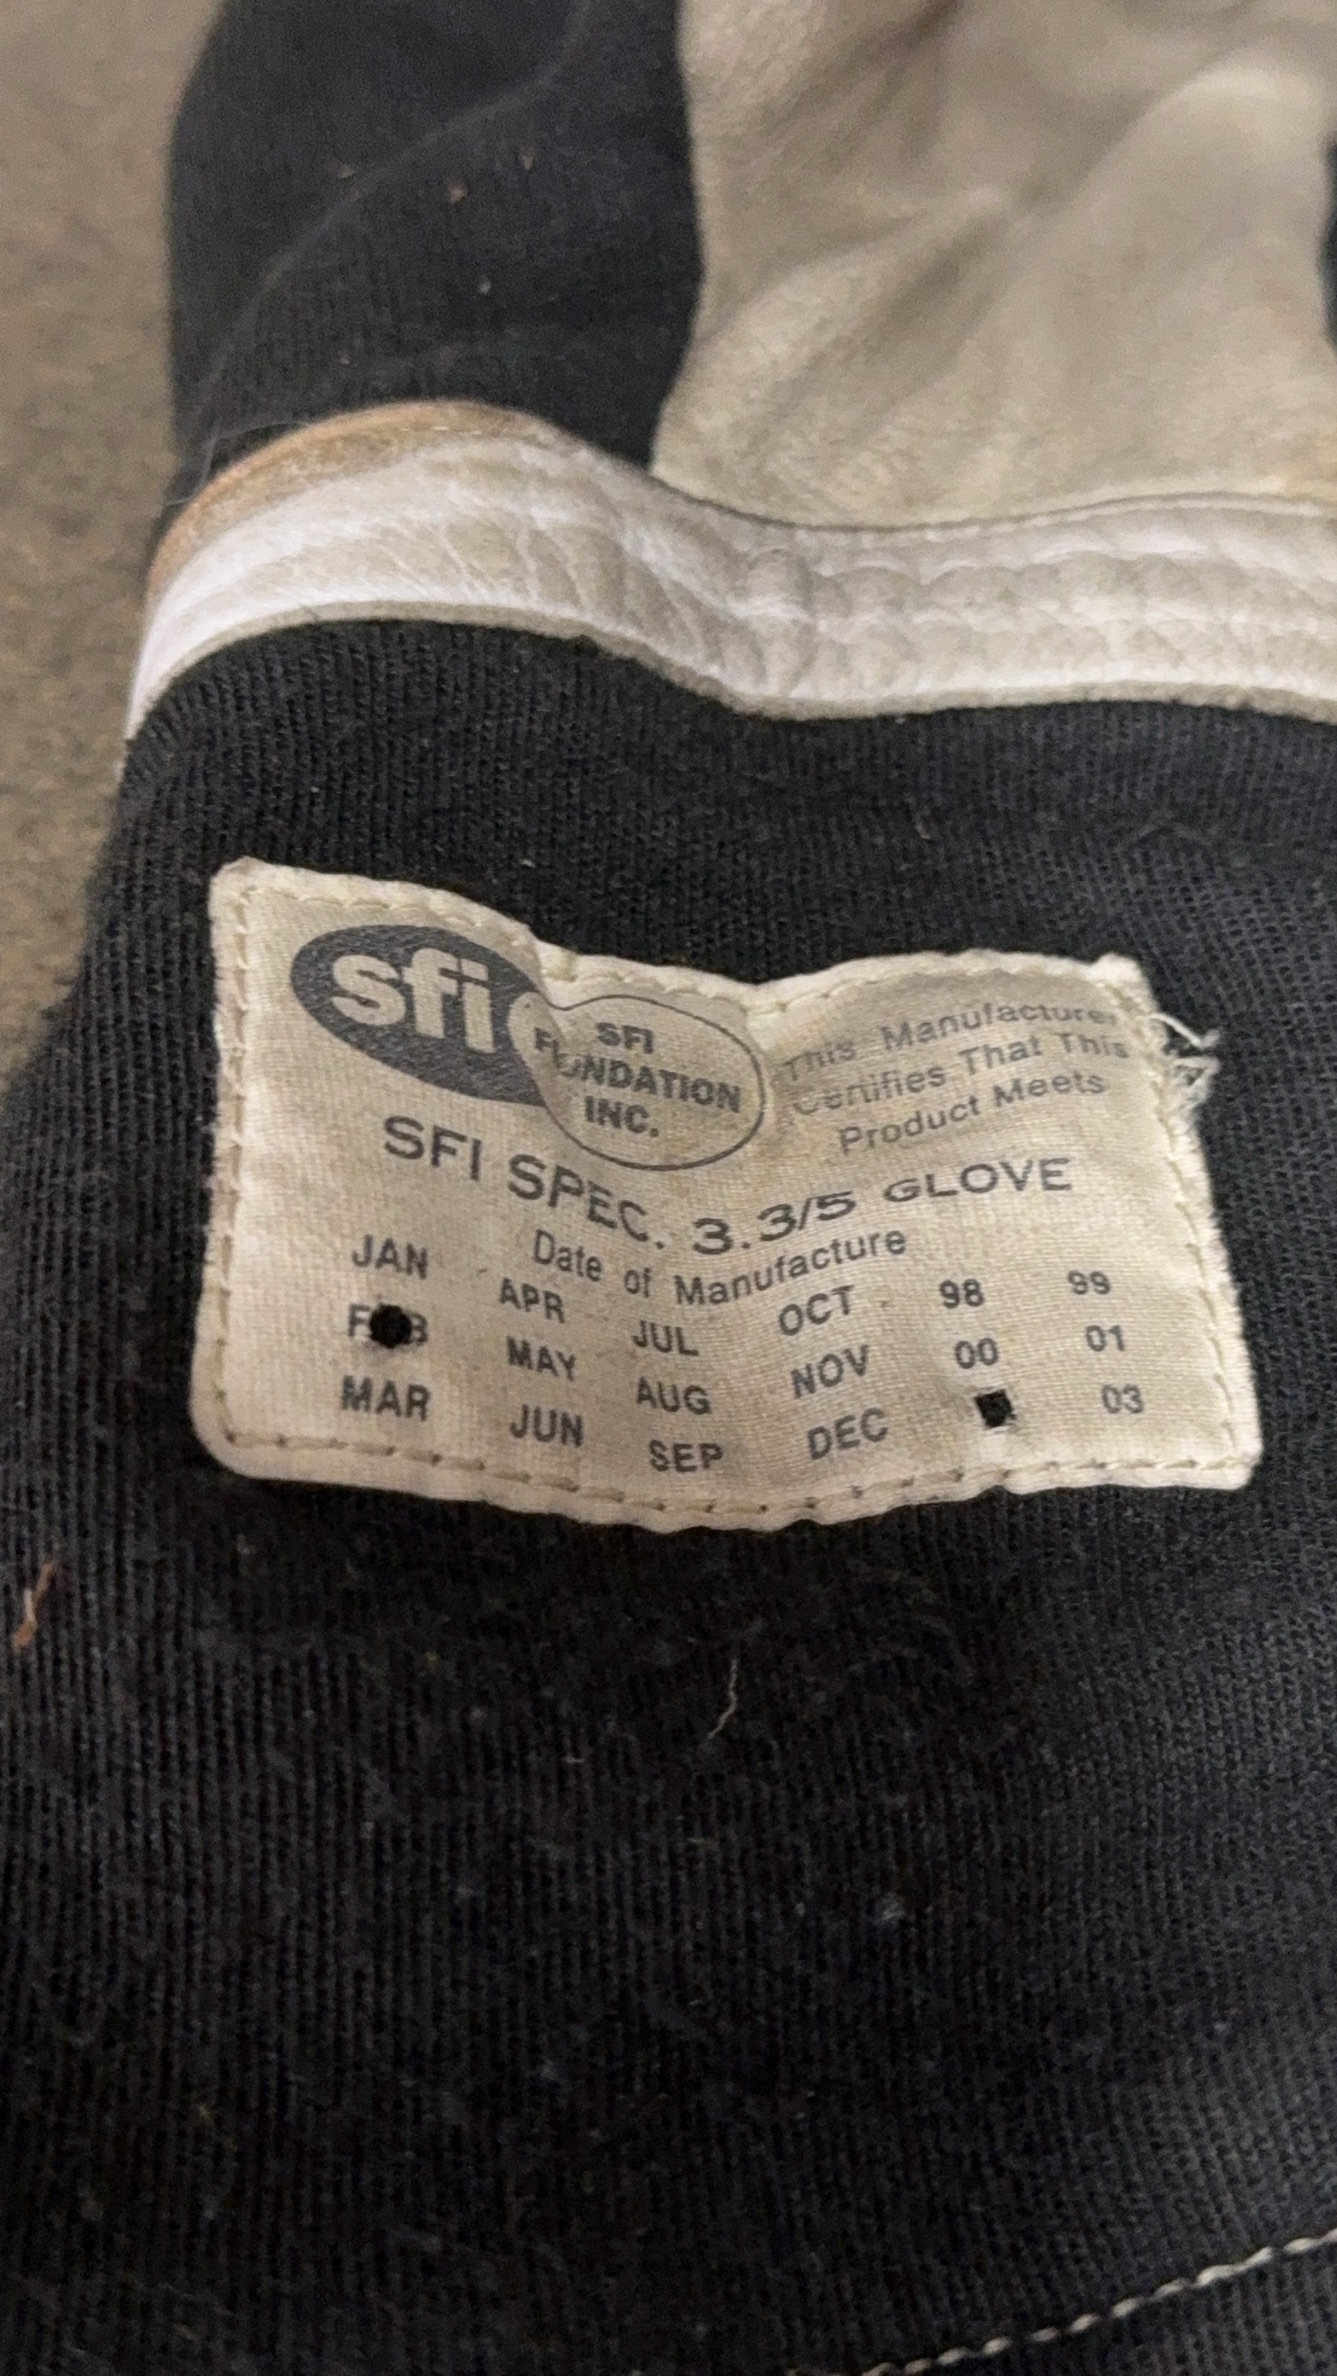 sfi
SFI
FOUNDATION
INC.
This Manufacturer
Certifies That This
Product Meets
SFI SPEC. 3.3/5 GLOVE
Date of Manufacture
JAN APR JUL OCT 98 99
FEB MAY AUG NOV 00 01
MAR JUN SEP DEC 03